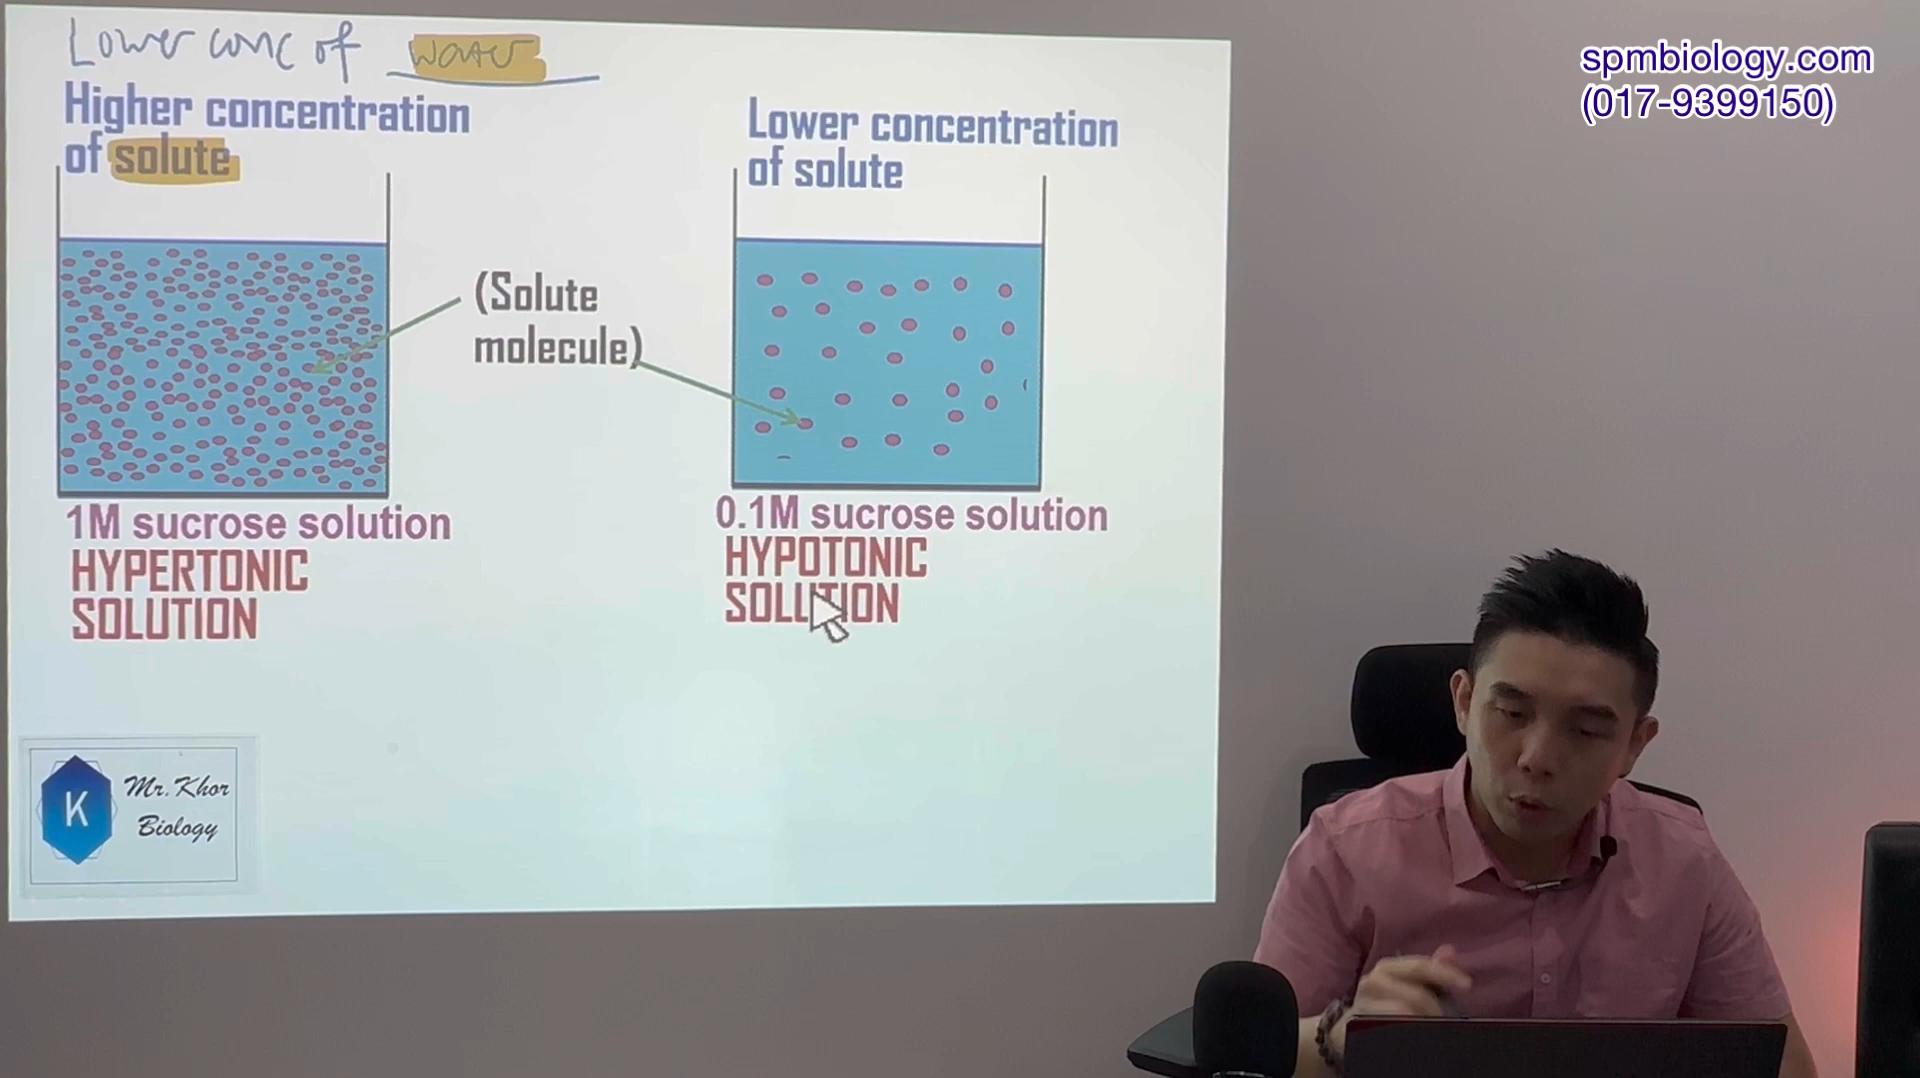 spmbiology.com
(017-9399150)
Lower conc of water
Higher concentration
of solute
Lower concentration
of solute
(Solute
molecule)
1M sucrose solution
HYPERTONIC
SOLUTION
0.1M sucrose solution
HYPOTONIC
SOLUTION
K
Mr. Khor
Biology